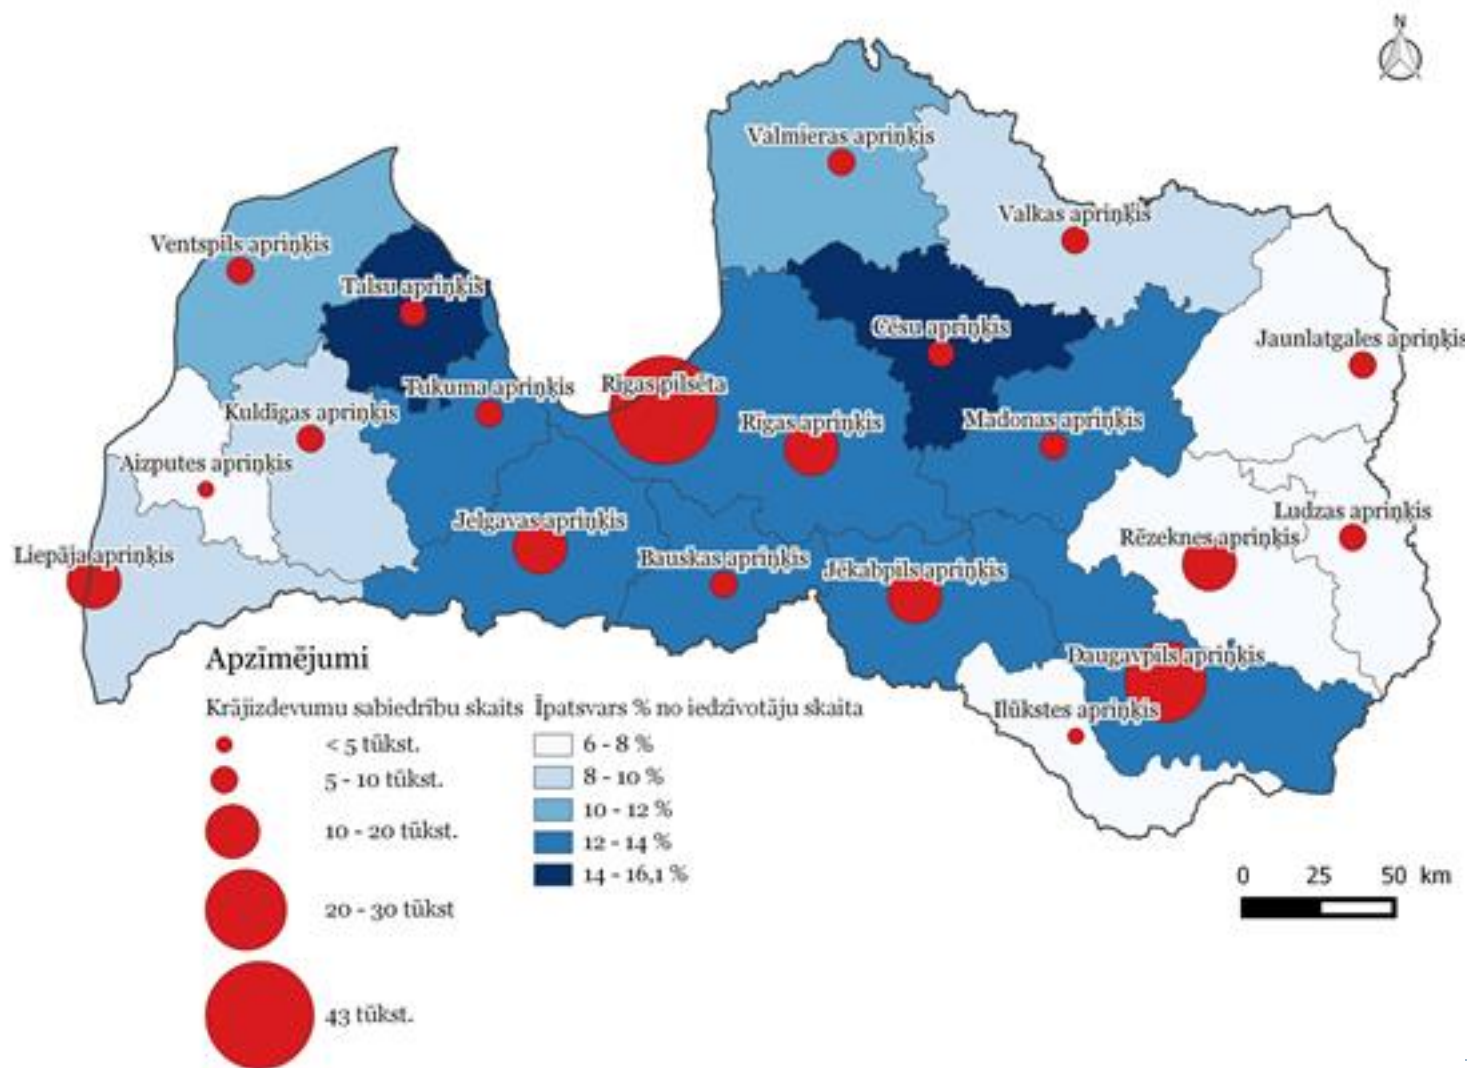 N
Valmieras apriņķis
Valkas apriņķis
Ventspils apriņķis
Talsu apriņķis
Cēsu apriņķis
Jaunlatgales apriņķis
Tukuma apriņķis
Rīgas pilsēta
Kuldīgas apriņķis
Rīgas apriņķis
Madonas apriņķis
Aizputes apriņķis
Ludzas apriņķis
Jelgavas apriņķis
Rēzeknes apriņķis
Liepāja apriņķis
Bauskas apriņķis
Jēkabpils apriņķis
Daugavpils apriņķis
Ilūkstes apriņķis
Apzīmējumi
Krājizdevumu sabiedrību skaits
< 5 tūkst.
5 - 10 tūkst.
10 - 20 tūkst.
20 - 30 tūkst
43 tūkst.
Īpatsvars % no iedzīvotāju skaita
6 - 8 %
8 - 10 %
10 - 12 %
12 - 14 %
14 - 16,1 %
0 25 50 km